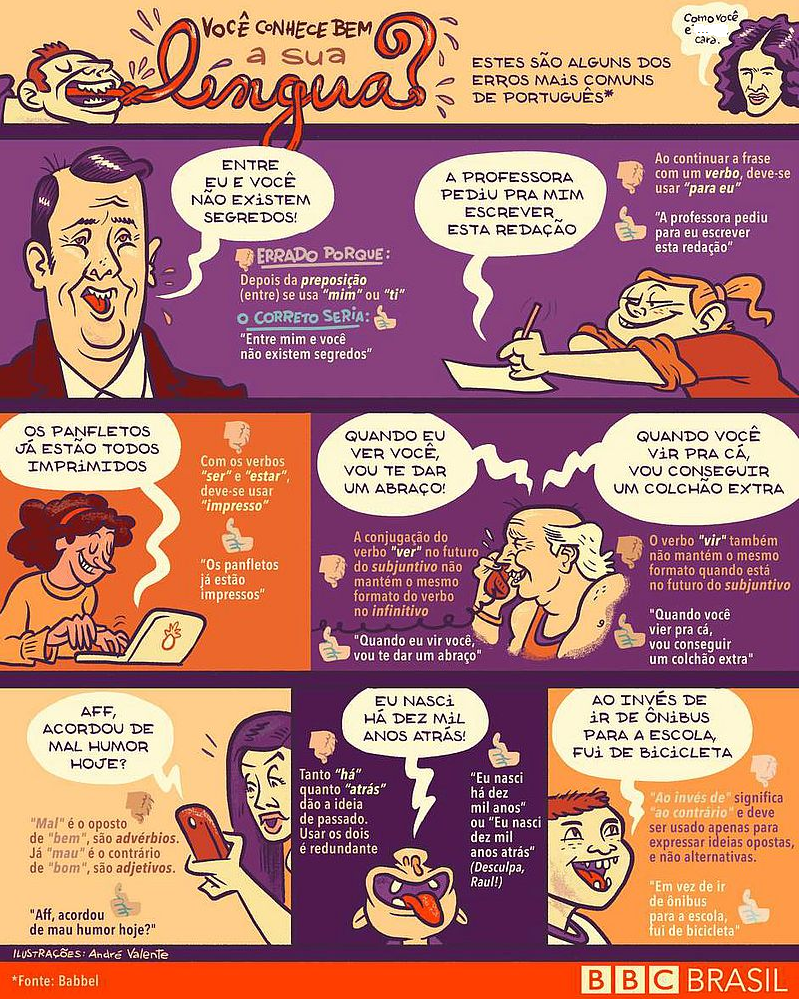 VOCÊ CONHECE BEM
a sua
língua?
ESTES SÃO ALGUNS DOS
ERROS MAIS COMUNS
DE PORTUGUÊS*
Como você
é
cara.
ENTRE
EU E VOCÊ
NÃO EXISTEM
SEGREDOS!
ERRADO PORQUE:
Depois da preposição
(entre) se usa "mim" ou "ti"
O CORRETO SERIA:
"Entre mim e você
não existem segredos"
A PROFESSORA
PEDIU PRA MIM
ESCREVER
ESTA REDAÇÃO
Ao continuar a frase
com um verbo, deve-se
usar "para eu"
"A professora pediu
para eu escrever
esta redação"
OS PANFLETOS
JÁ ESTÃO TODOS
IMPRIMIDOS
Com os verbos
"ser" e "estar",
deve-se usar
"impresso"
"Os panfletos
já estão
impressos"
QUANDO EU
VER VOCÊ,
VOU TE DAR
UM ABRAÇO!
A conjugação do
verbo "ver" no futuro
do subjuntivo não
mantém o mesmo
formato do verbo
no infinitivo
"Quando eu vir você,
vou te dar um abraço"
QUANDO VOCÊ
VIR PRA CÁ,
VOU CONSEGUIR
UM COLCHÃO EXTRA
O verbo "vir" também
não mantém o mesmo
formato quando está
no futuro do subjuntivo
"Quando você
vier pra cá,
vou conseguir
um colchão extra"
AFF,
ACORDOU DE
MAL HUMOR
HOJE?
"Mal" é o oposto
de "bem", são advérbios.
Já "mau" é o contrário
de "bom", são adjetivos.
"Aff, acordou
de mau humor hoje?"
EU NASCI
HÁ DEZ MIL
ANOS ATRÁS!
Tanto "há"
quanto "atrás"
dão a ideia
de passado.
Usar os dois
é redundante
"Eu nasci
há dez
mil anos"
ou "Eu nasci
dez mil
anos atrás"
(Desculpa,
Raul!)
AO INVÉS DE
IR DE ÔNIBUS
PARA A ESCOLA,
FUI DE BICICLETA
"Ao invés de" significa
"ao contrário" e deve
ser usado apenas para
expressar ideias opostas,
e não alternativas.
"Em vez de ir
de ônibus
para a escola,
fui de bicicleta"
ILUSTRAÇÕES: André Valente
*Fonte: Babbel
BBC BRASIL